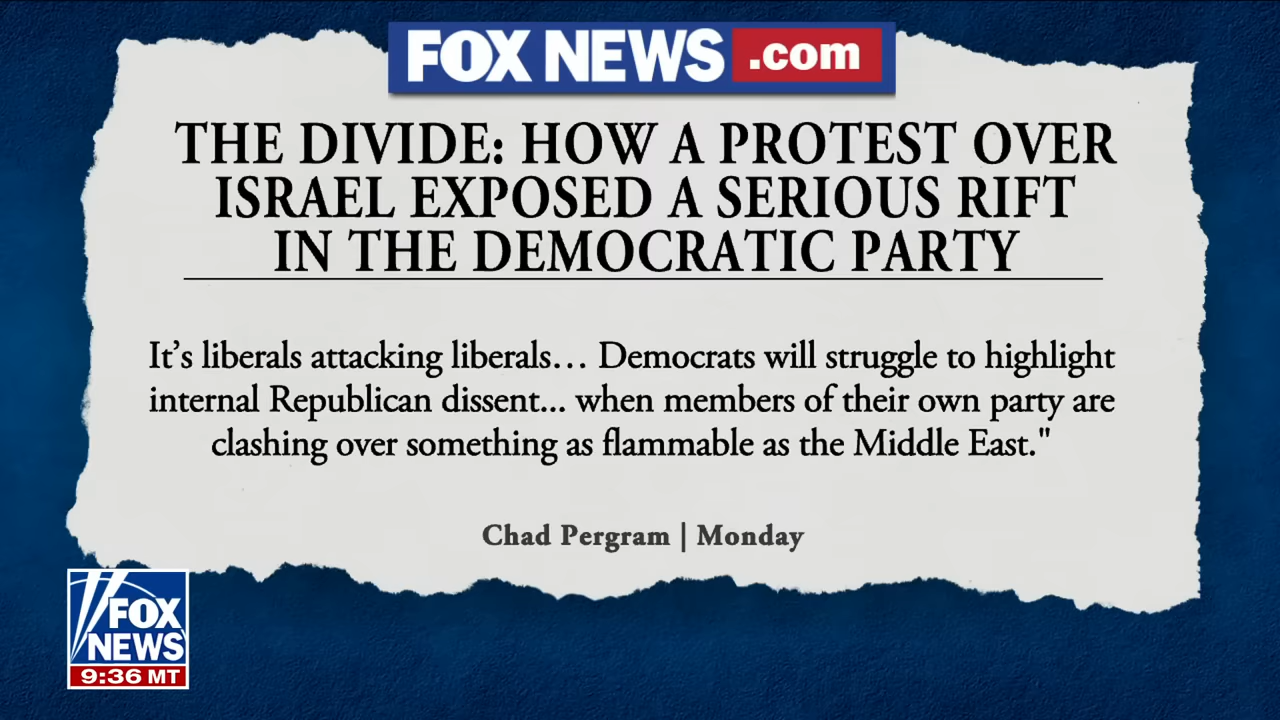 FOX NEWS .com
THE DIVIDE: HOW A PROTEST OVER
ISRAEL EXPOSED A SERIOUS RIFT
IN THE DEMOCRATIC PARTY
It's liberals attacking liberals... Democrats will struggle to highlight
internal Republican dissent... when members of their own party are
clashing over something as flammable as the Middle East."
Chad Pergram | Monday
FOX
NEWS
9:36 MT